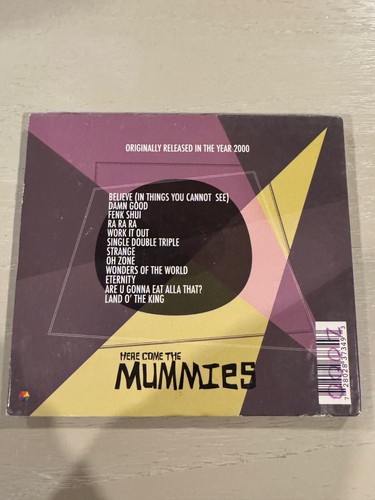 ORIGINALLY RELEASED IN THE YEAR 2000
BELIEVE (IN THINGS YOU CANNOT SEE)
DAMN GOOD
FENK SHUI
RA RA RA
WORK IT OUT
SINGLE DOUBLE TRIPLE
STRANGE
OH ZONE
WONDERS OF THE WORLD
ETERNITY
ARE U GONNA EAT ALLA THAT?
LAND O' THE KING
HERE COME THE
MUMMIES